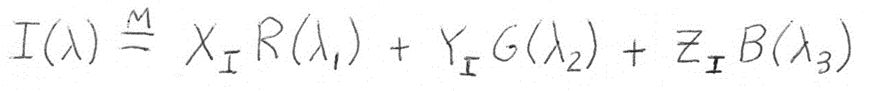 I(λ) ≝ᴹ X_I R(λ₁) + Y_I G(λ₂) + Z_I B(λ₃)